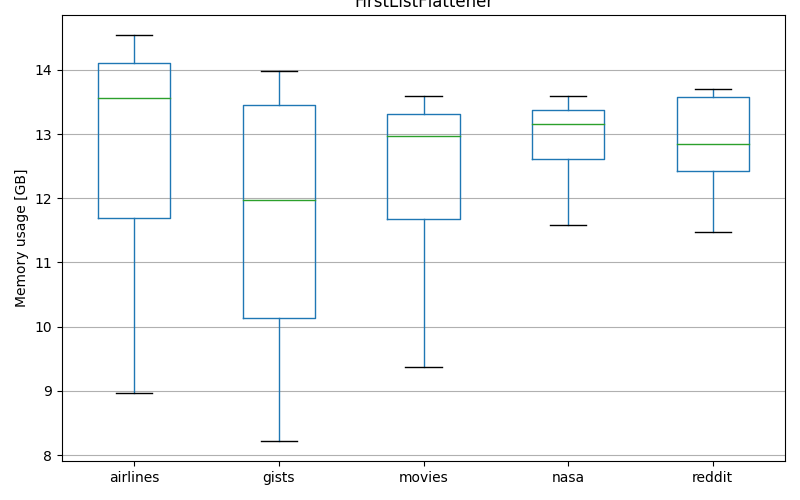 FirstListFlattener
Memory usage [GB]
14
13
12
11
10
9
8
airlines gists movies nasa reddit